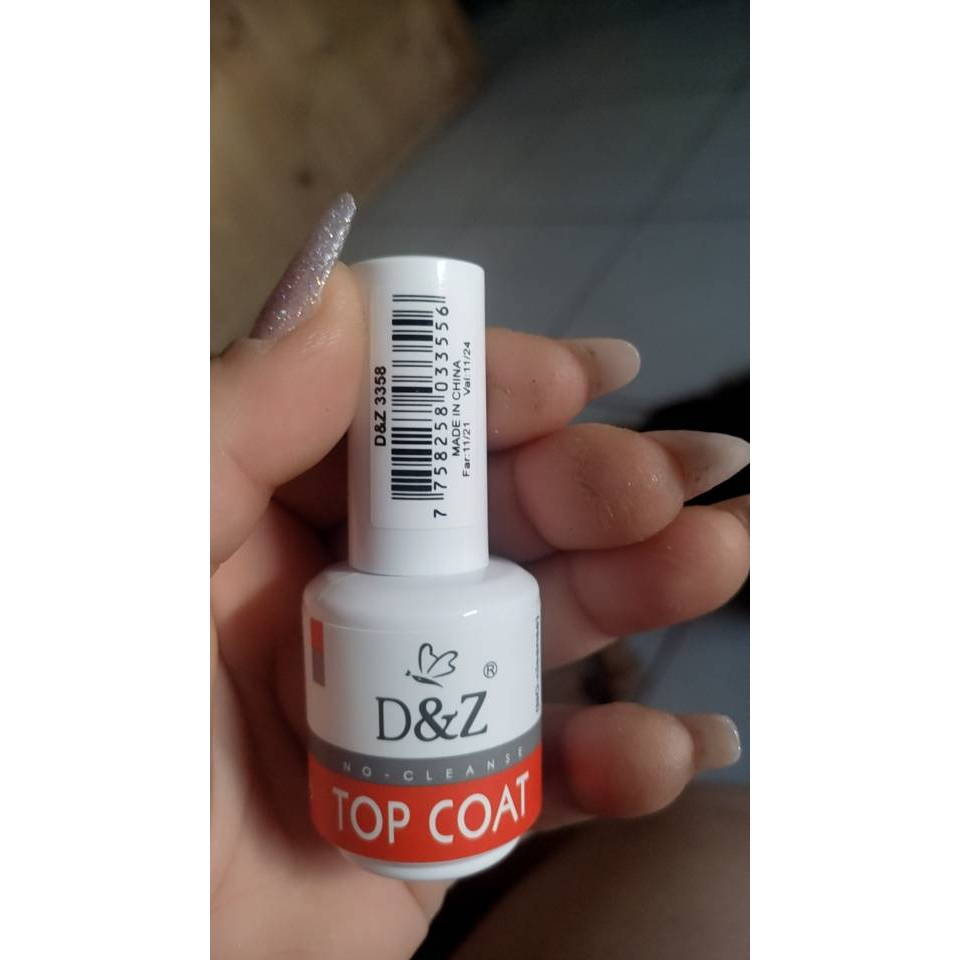 D&Z 3358
7 758258 033556
MADE IN CHINA
Far:11/21 Val:11/24
D&Z ®
NO-CLEANSE
TOP COAT